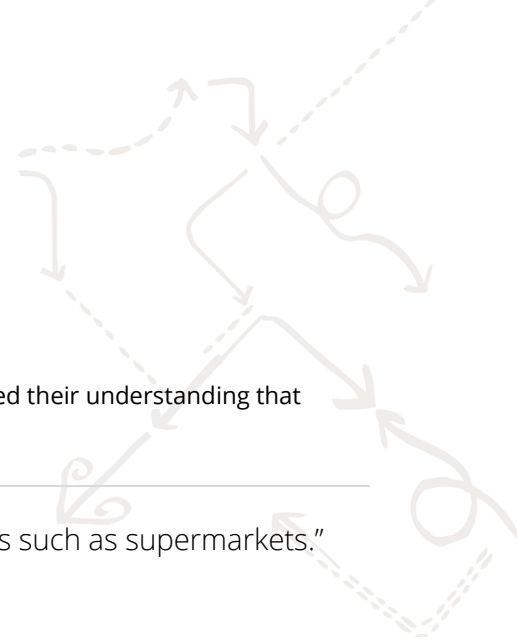 ed their understanding that
s such as supermarkets.”